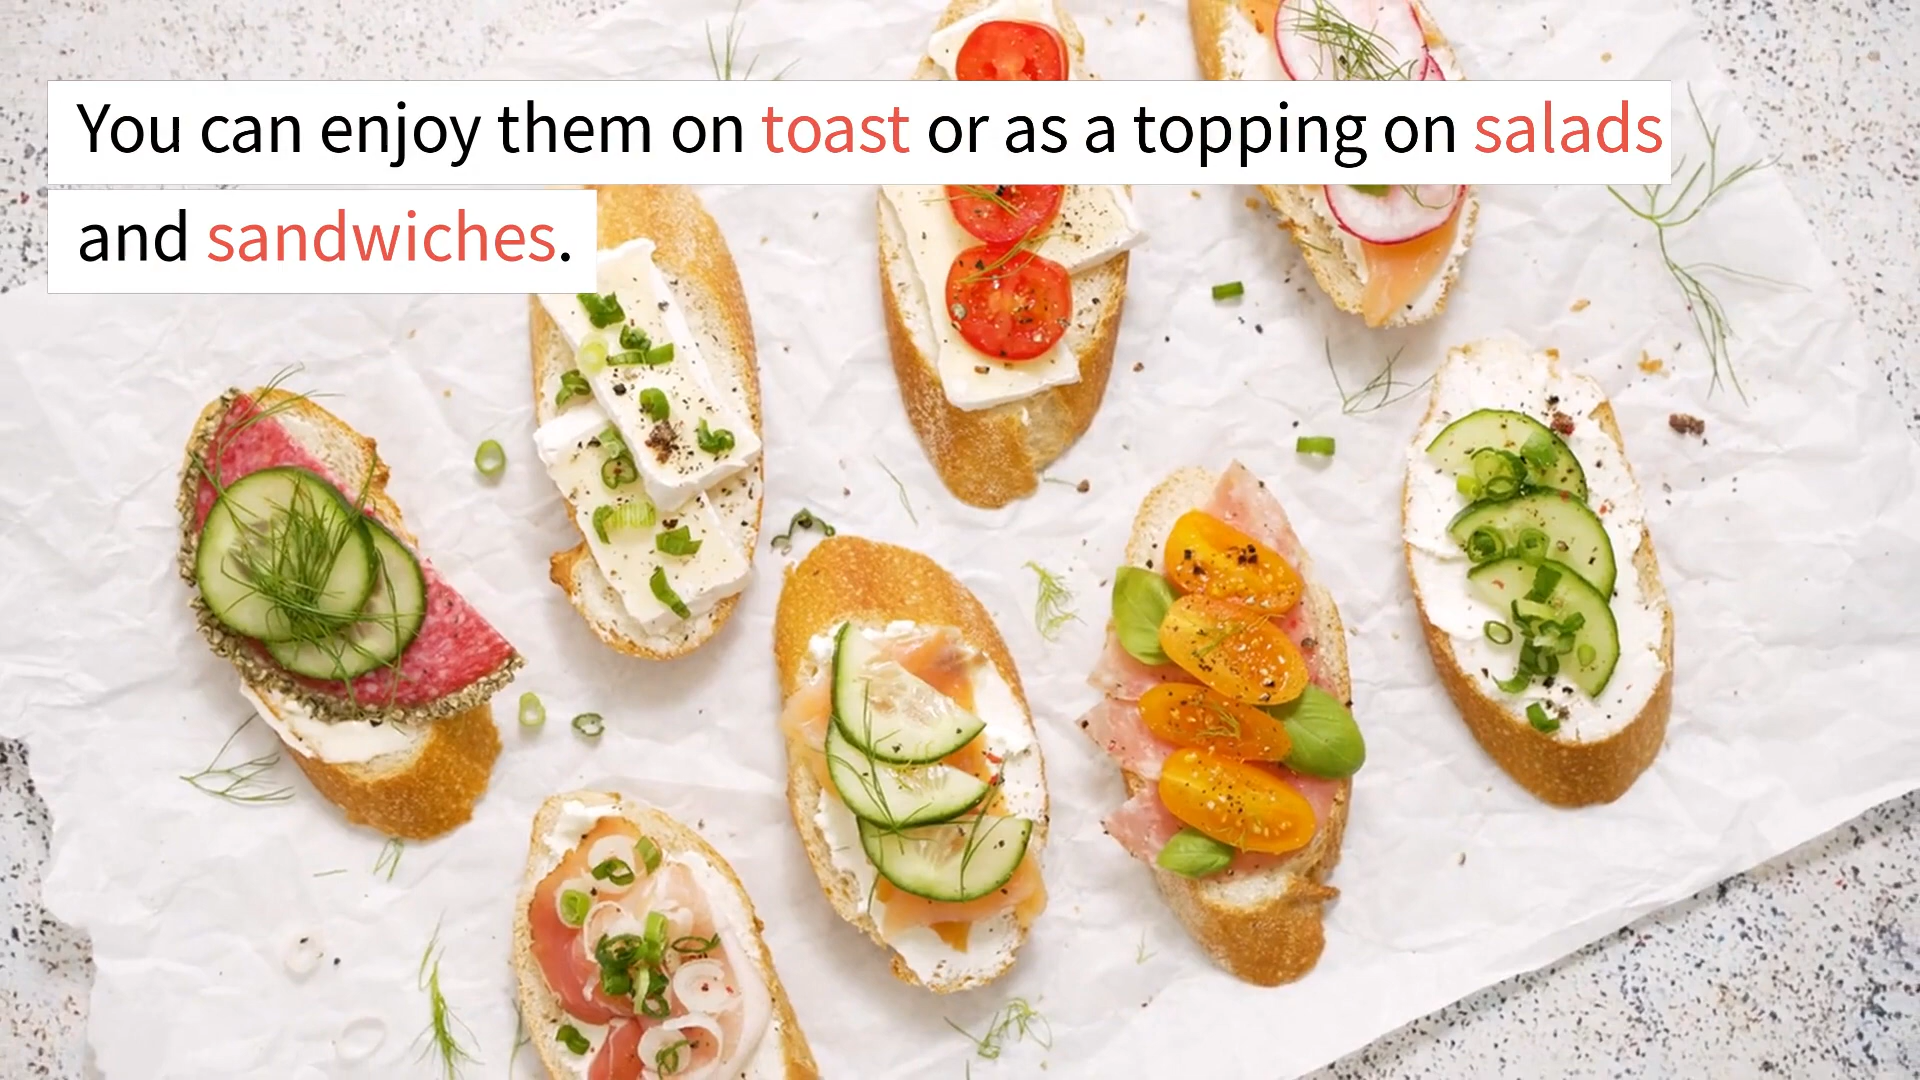 You can enjoy them on toast or as a topping on salads
and sandwiches.